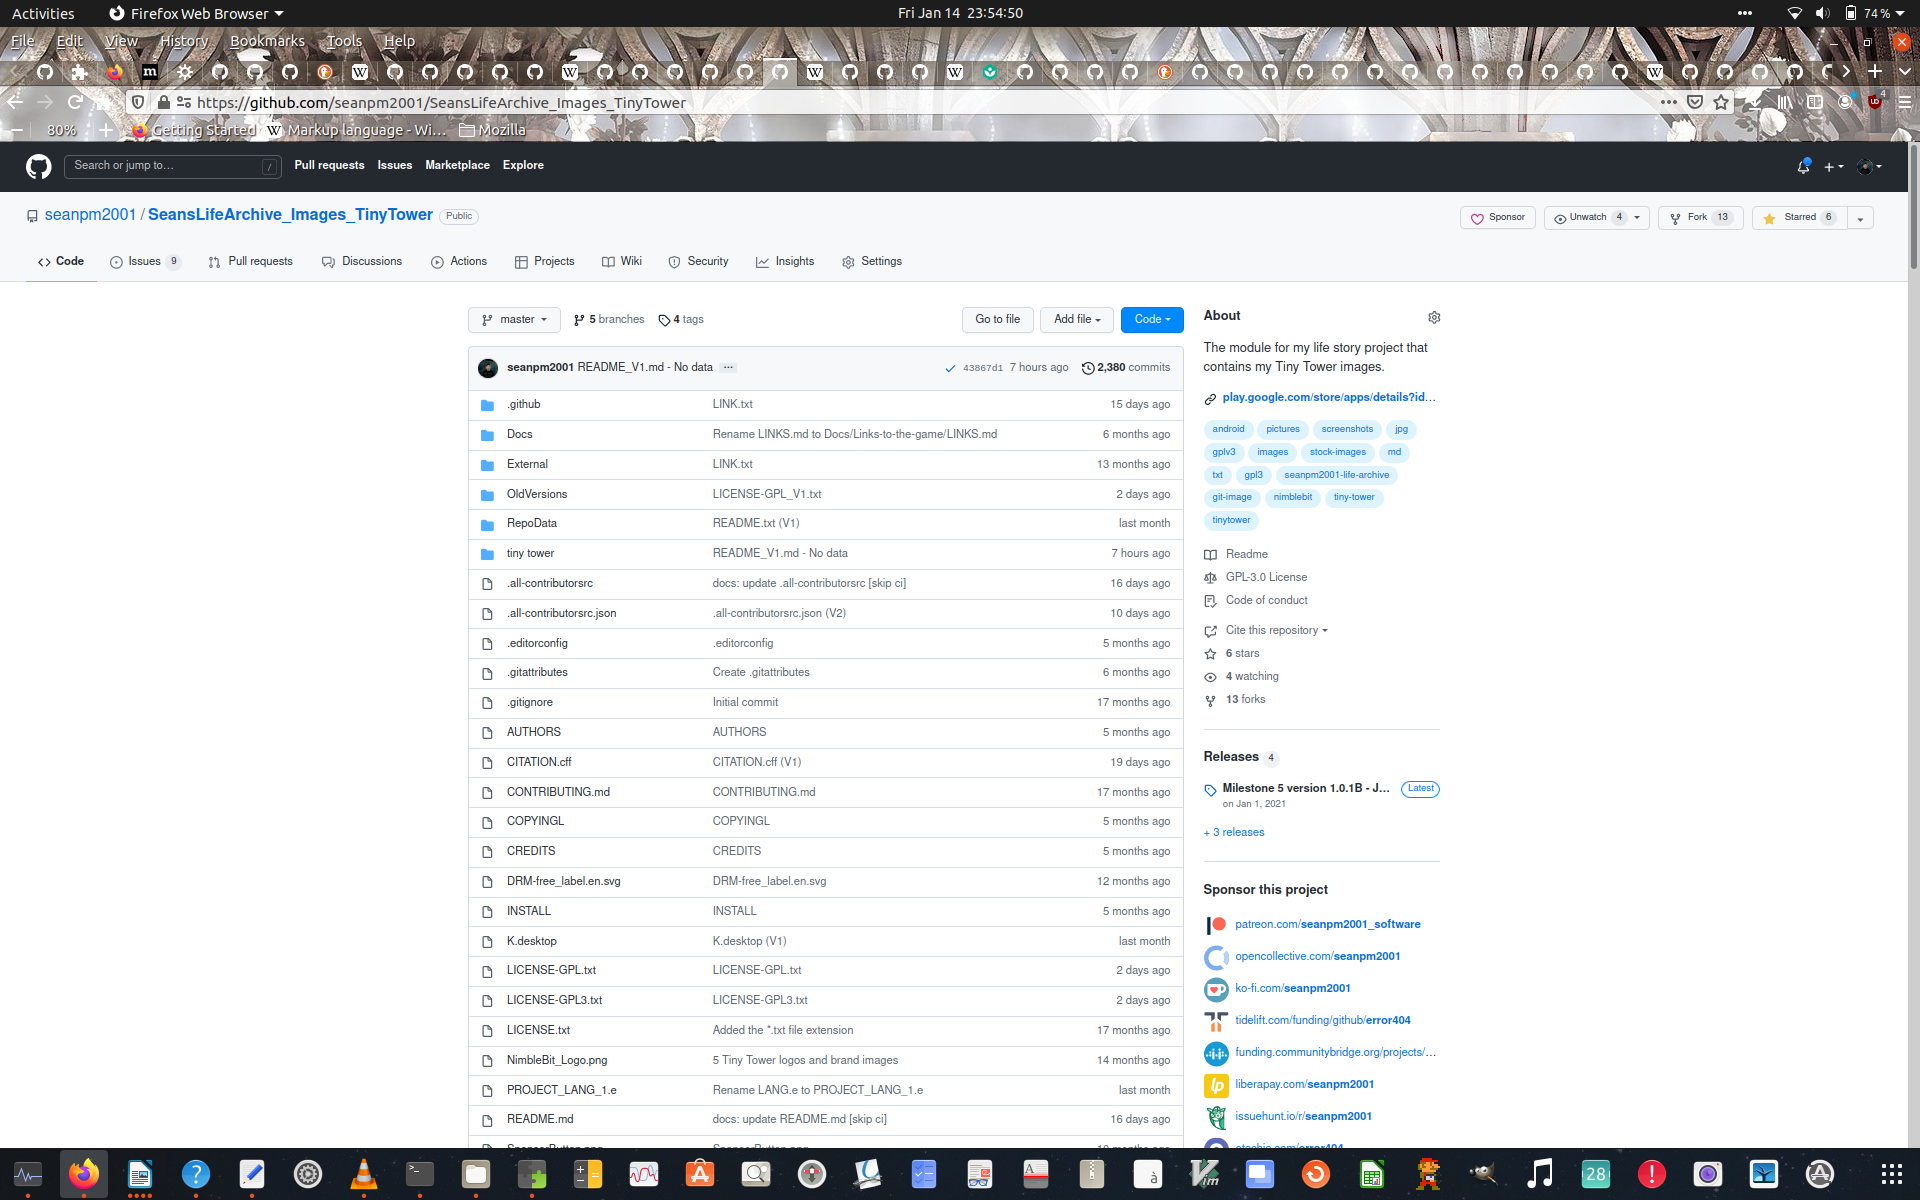 Activities
Firefox Web Browser
Fri Jan 14 23:54:50
74 %
File Edit View History Bookmarks Tools Help
https://github.com/seanpm2001/SeansLifeArchive_Images_TinyTower
4
80%
Getting Started
Markup language - Wi…
Mozilla
Search or jump to…
/
Pull requests Issues Marketplace Explore
seanpm2001 / SeansLifeArchive_Images_TinyTower Public
Sponsor
Unwatch 4
Fork 13
Starred 6
Code
Issues 9
Pull requests
Discussions
Actions
Projects
Wiki
Security
Insights
Settings
master
5 branches
4 tags
Go to file
Add file
Code
seanpm2001 README_V1.md - No data ... 43867d1 7 hours ago 2,380 commits
.github LINK.txt 15 days ago
Docs Rename LINKS.md to Docs/Links-to-the-game/LINKS.md 6 months ago
External LINK.txt 13 months ago
OldVersions LICENSE-GPL_V1.txt 2 days ago
RepoData README.txt (V1) last month
tiny tower README_V1.md - No data 7 hours ago
.all-contributorsrc docs: update .all-contributorsrc [skip ci] 16 days ago
.all-contributorsrc.json .all-contributorsrc.json (V2) 10 days ago
.editorconfig .editorconfig 5 months ago
.gitattributes Create .gitattributes 6 months ago
.gitignore Initial commit 17 months ago
AUTHORS AUTHORS 5 months ago
CITATION.cff CITATION.cff (V1) 19 days ago
CONTRIBUTING.md CONTRIBUTING.md 17 months ago
COPYINGL COPYINGL 5 months ago
CREDITS CREDITS 5 months ago
DRM-free_label.en.svg DRM-free_label.en.svg 12 months ago
INSTALL INSTALL 5 months ago
K.desktop K.desktop (V1) last month
LICENSE-GPL.txt LICENSE-GPL.txt 2 days ago
LICENSE-GPL3.txt LICENSE-GPL3.txt 2 days ago
LICENSE.txt Added the *.txt file extension 17 months ago
NimbleBit_Logo.png 5 Tiny Tower logos and brand images 14 months ago
PROJECT_LANG_1.e Rename LANG.e to PROJECT_LANG_1.e last month
README.md docs: update README.md [skip ci] 16 days ago
About
The module for my life story project that
contains my Tiny Tower images.
play.google.com/store/apps/details?id…
android pictures screenshots jpg
gplv3 images stock-images md
txt gpl3 seanpm2001-life-archive
git-image nimblebit tiny-tower
tinytower
Readme
GPL-3.0 License
Code of conduct
Cite this repository
6 stars
4 watching
13 forks
Releases 4
Milestone 5 version 1.0.1B - J… Latest
on Jan 1, 2021
+ 3 releases
Sponsor this project
patreon.com/seanpm2001_software
opencollective.com/seanpm2001
ko-fi.com/seanpm2001
tidelift.com/funding/github/error404
funding.communitybridge.org/projects/…
liberapay.com/seanpm2001
issuehunt.io/r/seanpm2001
28